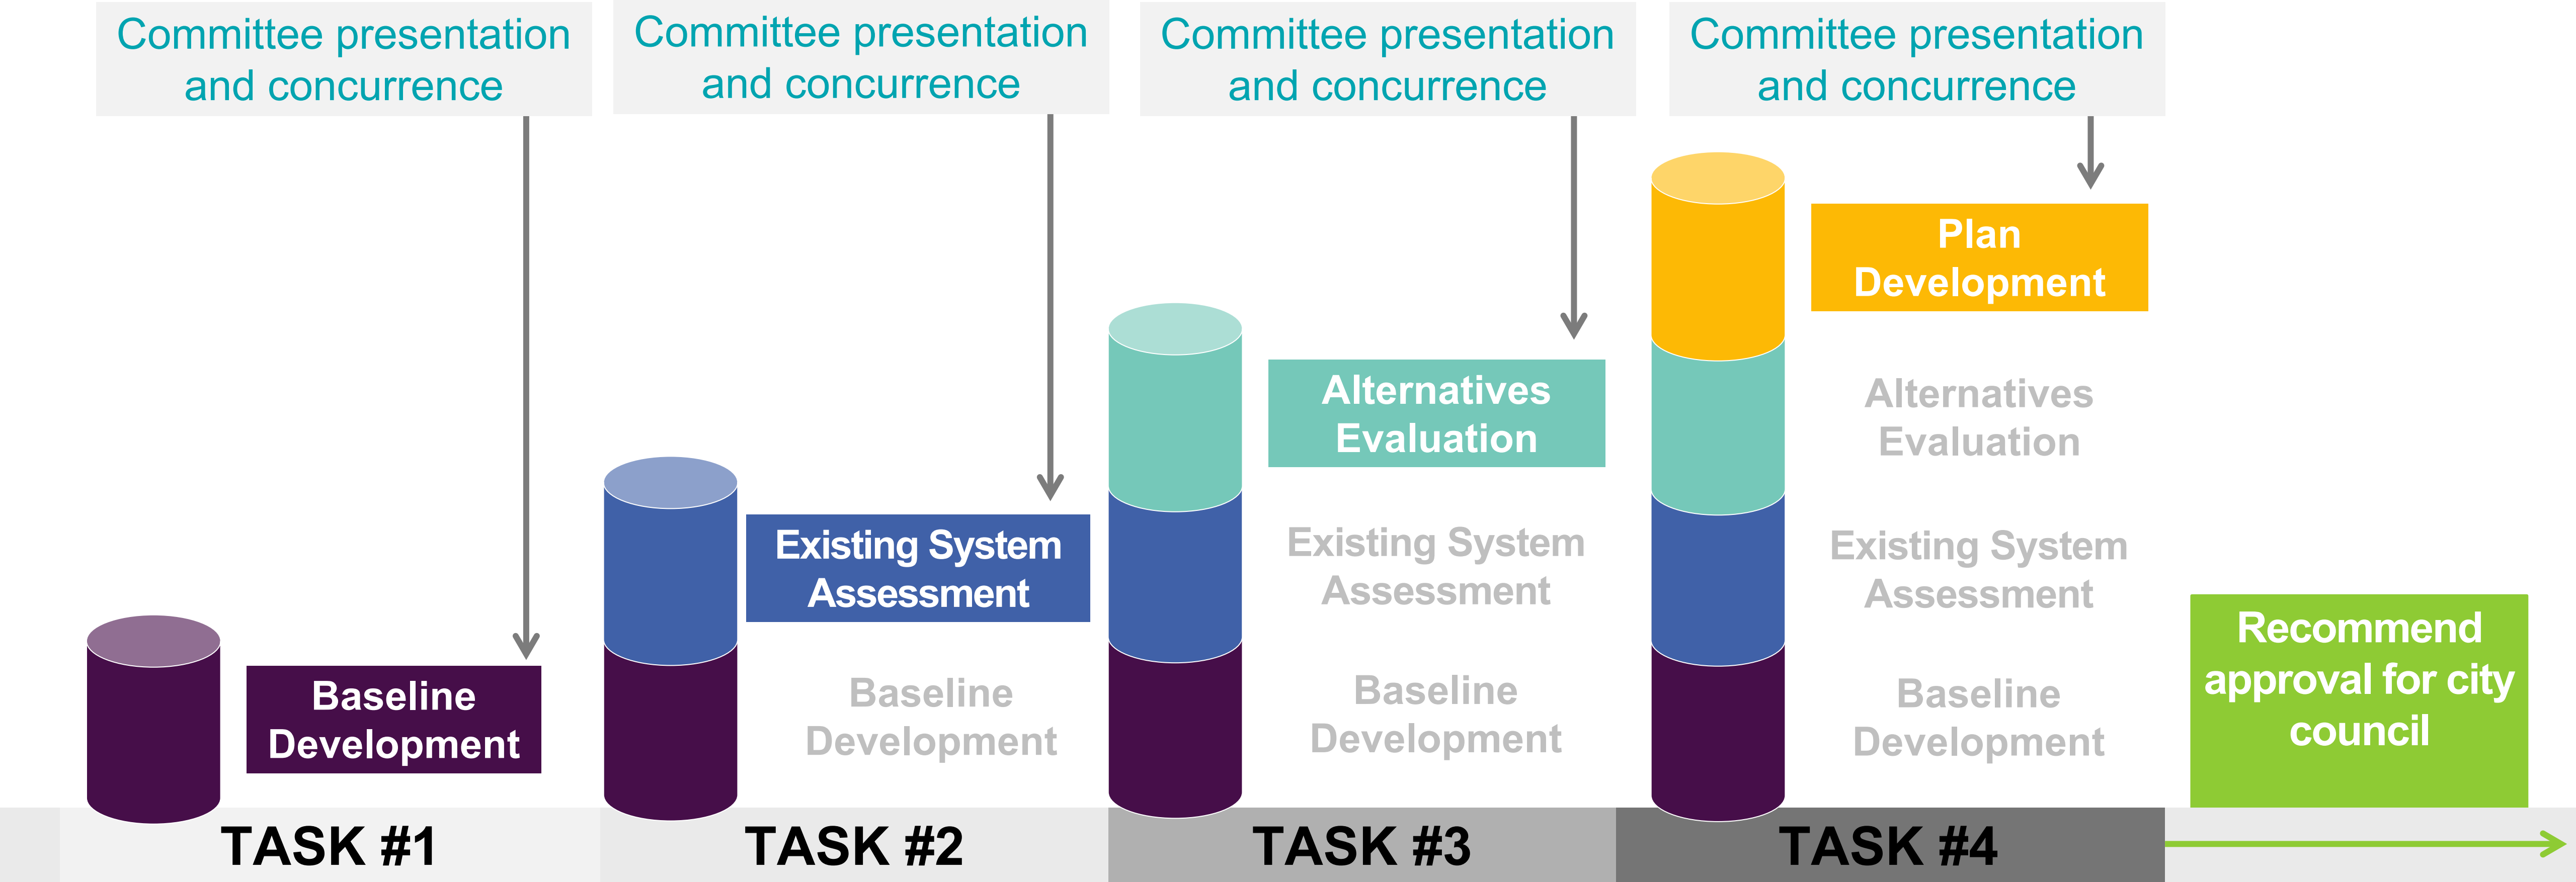 Committee presentation
and concurrence
Committee presentation
and concurrence
Committee presentation
and concurrence
Committee presentation
and concurrence
Baseline
Development
Existing System
Assessment
Baseline
Development
Alternatives
Evaluation
Existing System
Assessment
Baseline
Development
Plan
Development
Alternatives
Evaluation
Existing System
Assessment
Baseline
Development
Recommend
approval for city
council
TASK #1
TASK #2
TASK #3
TASK #4